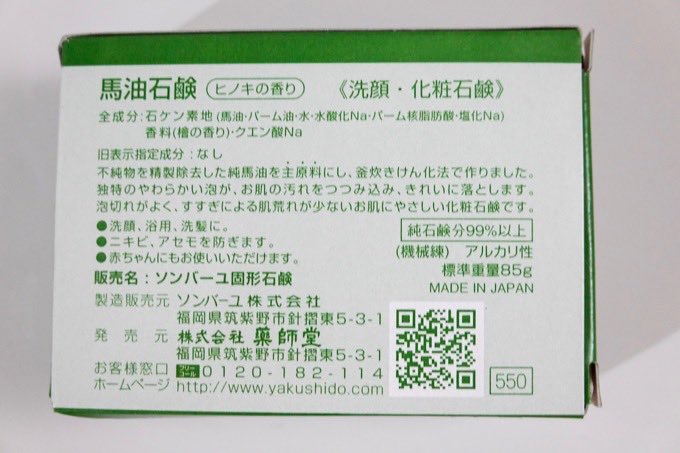 馬油石鹸 ヒノキの香り 《洗顔・化粧石鹸》
全成分：石ケン素地(馬油・パーム油・水・水酸化Na・パーム核脂肪酸・塩化Na)
香料(檜の香り)・クエン酸Na
旧表示指定成分：なし
不純物を精製除去した純馬油を主原料にし、釜炊きけん化法で作りました。
独特のやわらかい泡が、お肌の汚れをつつみ込み、きれいに落とします。
泡切れがよく、すすぎによる肌荒れが少ないお肌にやさしい化粧石鹸です。
●洗顔、浴用、洗髪に。
●ニキビ、アセモを防ぎます。
●赤ちゃんにもお使いいただけます。
純石鹸分99%以上
(機械練) アルカリ性
標準重量85g
MADE IN JAPAN
販売名：ソンバーユ固形石鹸
製造販売元 ソンバーユ株式会社
福岡県筑紫野市針摺東5-3-1
発売元 株式会社 薬師堂
福岡県筑紫野市針摺東5-3-1
お客様窓口 フリーコール 0120-182-114
ホームページ http://www.yakushido.com
550